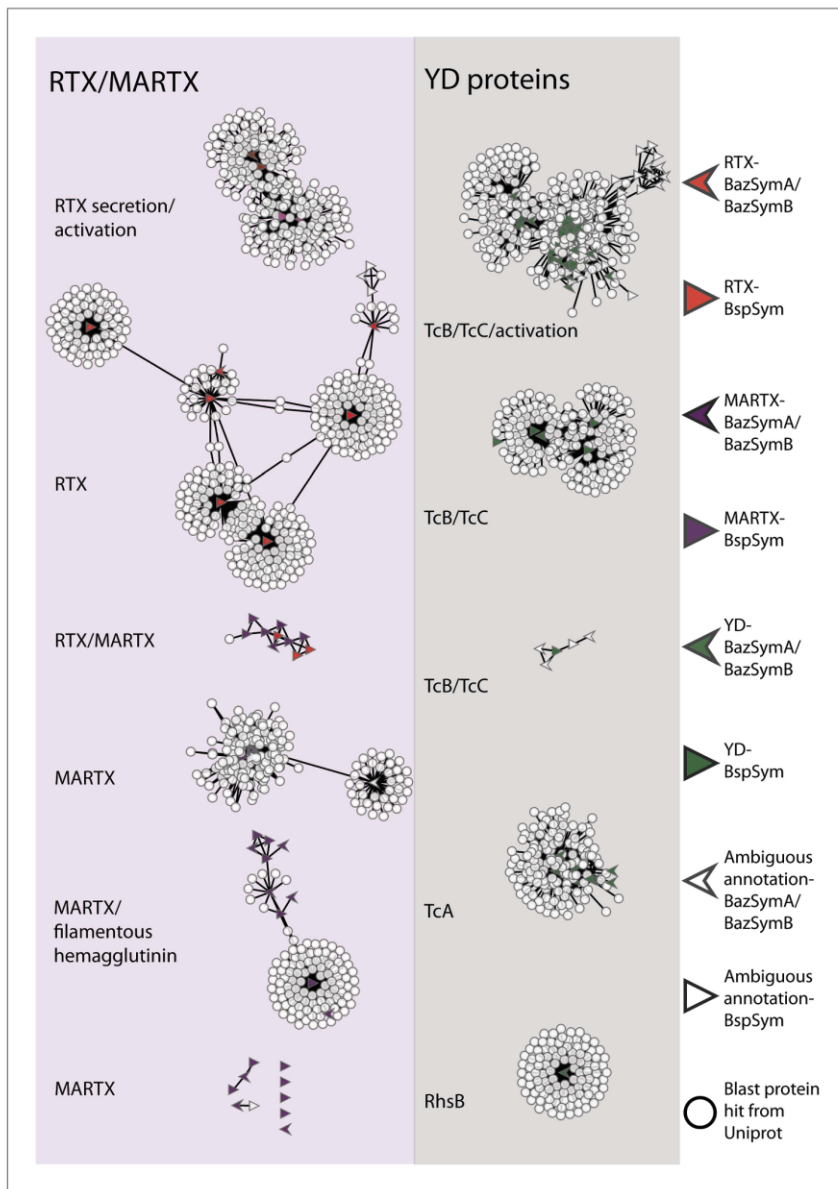 RTX/MARTX
RTX secretion/
activation
RTX
RTX/MARTX
MARTX
MARTX/
filamentous
hemagglutinin
MARTX
YD proteins
TcB/TcC/activation
TcB/TcC
TcB/TcC
TcA
RhsB
RTX-
BazSymA/
BazSymB
RTX-
BspSym
MARTX-
BazSymA/
BazSymB
MARTX-
BspSym
YD-
BazSymA/
BazSymB
YD-
BspSym
Ambiguous
annotation-
BazSymA/
BazSymB
Ambiguous
annotation-
BspSym
Blast protein
hit from
Uniprot